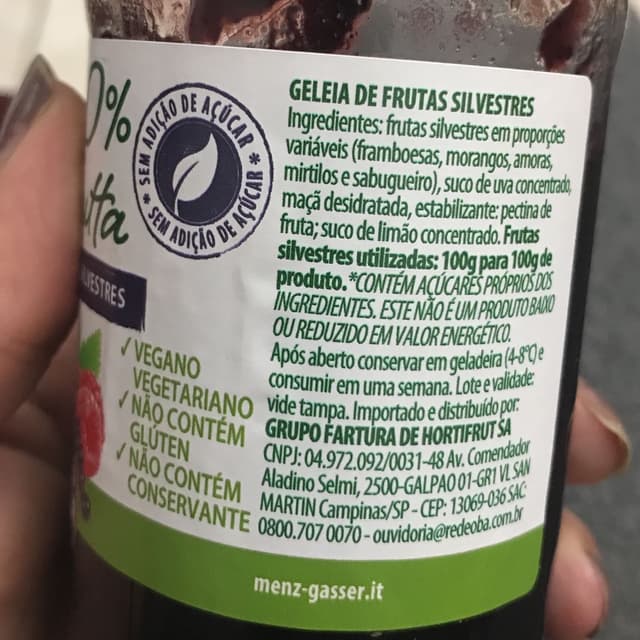 0%
utta
SEM ADIÇÃO DE AÇÚCAR * SEM ADIÇÃO DE AÇÚCAR *
LVESTRES
✓ VEGANO
VEGETARIANO
✓ NÃO CONTÉM
GLÚTEN
✓ NÃO CONTÉM
CONSERVANTE
GELEIA DE FRUTAS SILVESTRES
Ingredientes: frutas silvestres em proporções
variáveis (framboesas, morangos, amoras,
mirtilos e sabugueiro), suco de uva concentrado,
maçã desidratada, estabilizante: pectina de
fruta; suco de limão concentrado. Frutas
silvestres utilizadas: 100g para 100g de
produto. *CONTÉM AÇÚCARES PRÓPRIOS DOS
INGREDIENTES. ESTE NÃO É UM PRODUTO BAIXO
OU REDUZIDO EM VALOR ENERGÉTICO.
Após aberto conservar em geladeira (4-8°C) e
consumir em uma semana. Lote e validade:
vide tampa. Importado e distribuído por:
GRUPO FARTURA DE HORTIFRUT SA
CNPJ: 04.972.092/0031-48 Av. Comendador
Aladino Selmi, 2500-GALPAO 01-GR1 VL SAN
MARTIN Campinas/SP - CEP: 13069-036 SAC:
0800.707 0070 - ouvidoria@redeoba.com.br
menz-gasser.it